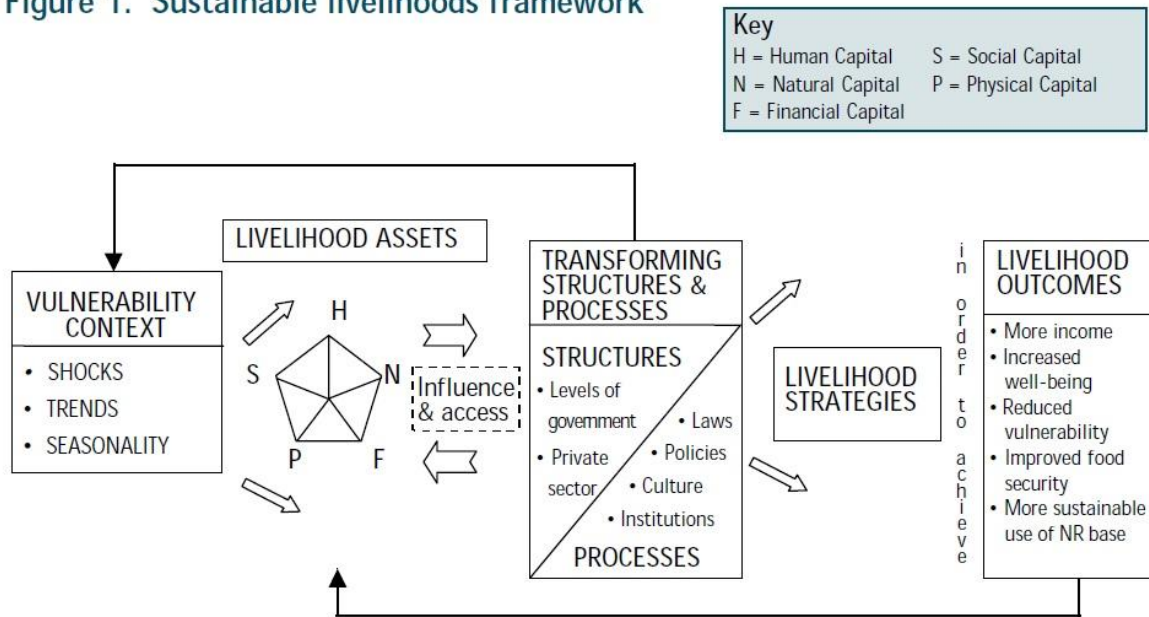 Figure 1. Sustainable livelihoods framework
Key
H = Human Capital S = Social Capital
N = Natural Capital P = Physical Capital
F = Financial Capital
LIVELIHOOD ASSETS
VULNERABILITY
CONTEXT
• SHOCKS
• TRENDS
• SEASONALITY
H
S
N
P
F
Influence
& access
TRANSFORMING
STRUCTURES &
PROCESSES
STRUCTURES
• Levels of
government
• Private
sector
• Laws
• Policies
• Culture
• Institutions
PROCESSES
LIVELIHOOD
STRATEGIES
in order to achieve
LIVELIHOOD
OUTCOMES
• More income
• Increased
well-being
• Reduced
vulnerability
• Improved food
security
• More sustainable
use of NR base